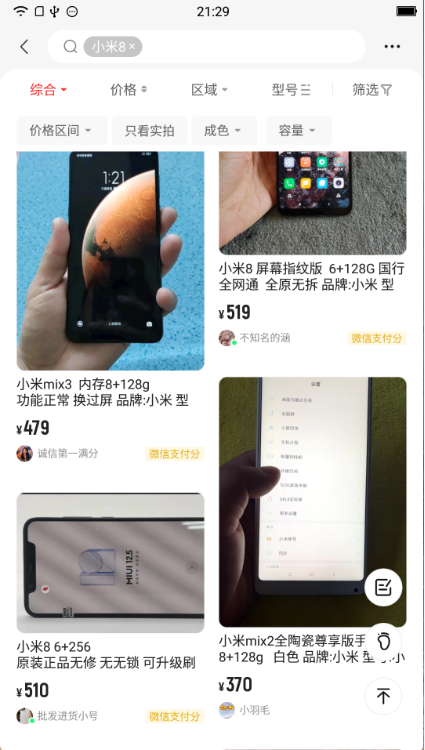 21:29
小米8 ×
综合
价格
区域
型号
筛选
价格区间
只看实拍
成色
容量
1:21
小米mix3 内存8+128g
功能正常 换过屏 品牌:小米 型
¥479
诚信第一满分
微信支付分
MIUI 12.5
小米8 6+256
原装正品无修 无无锁 可升级刷
¥510
批发进货小号
微信支付分
小米8 屏幕指纹版 6+128G 国行
全网通 全原无拆 品牌:小米 型
¥519
不知名的涵
微信支付分
设置
小米mix2全陶瓷尊享版手
8+128g 白色 品牌:小米 型
¥370
小羽毛